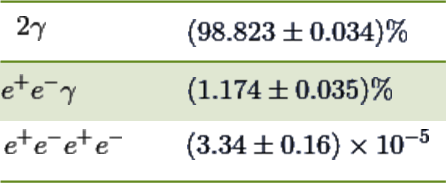 2γ (98.823 ± 0.034)%
e⁺e⁻γ (1.174 ± 0.035)%
e⁺e⁻e⁺e⁻ (3.34 ± 0.16) × 10⁻⁵